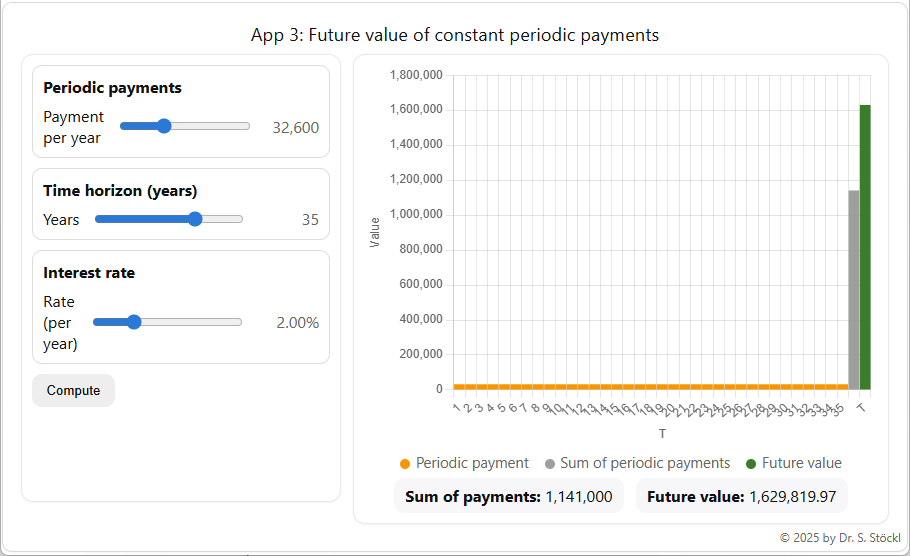 App 3: Future value of constant periodic payments
Periodic payments
Payment
per year
32,600
Time horizon (years)
Years
35
Interest rate
Rate
(per
year)
2.00%
Compute
1,800,000
1,600,000
1,400,000
1,200,000
1,000,000
800,000
600,000
400,000
200,000
0
Value
1 2 3 4 5 6 7 8 9 10 11 12 13 14 15 16 17 18 19 20 21 22 23 24 25 26 27 28 29 30 31 32 33 34 35 T
T
Periodic payment Sum of periodic payments Future value
Sum of payments: 1,141,000 Future value: 1,629,819.97
© 2025 by Dr. S. Stöckl